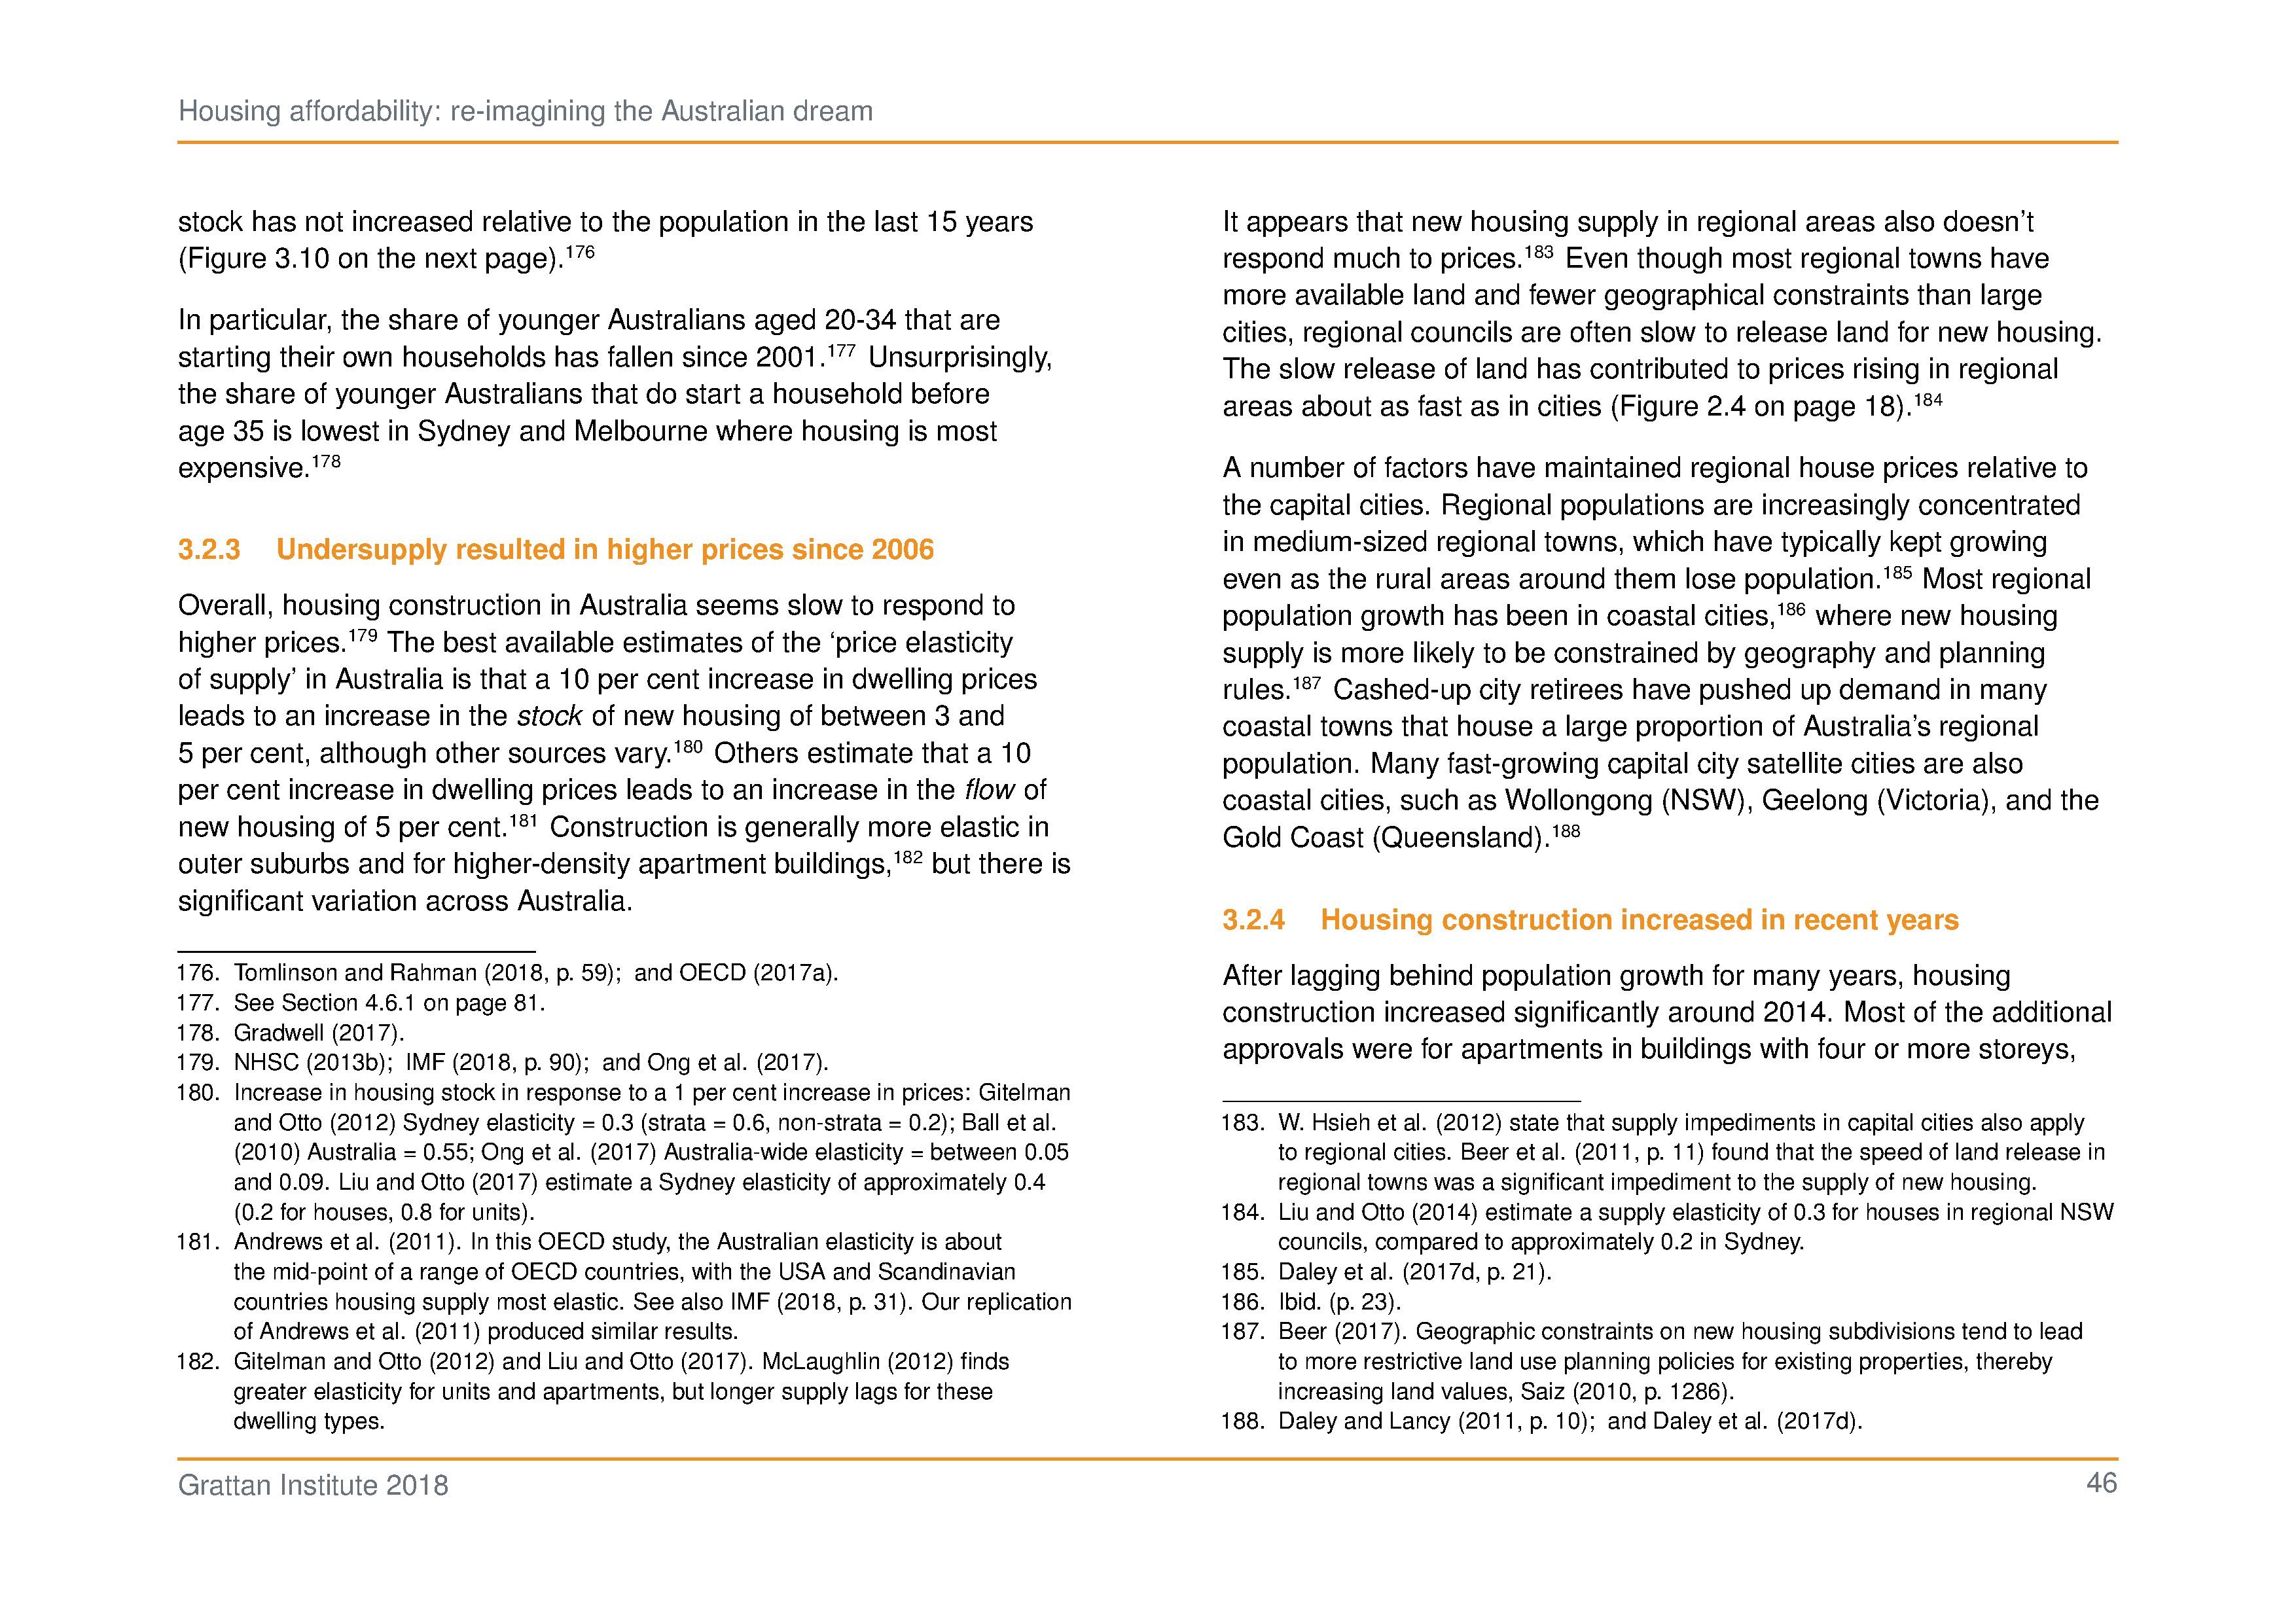 Housing affordability: re-imagining the Australian dream
stock has not increased relative to the population in the last 15 years
(Figure 3.10 on the next page).176
In particular, the share of younger Australians aged 20-34 that are
starting their own households has fallen since 2001.177 Unsurprisingly,
the share of younger Australians that do start a household before
age 35 is lowest in Sydney and Melbourne where housing is most
expensive.178
3.2.3 Undersupply resulted in higher prices since 2006
Overall, housing construction in Australia seems slow to respond to
higher prices.179 The best available estimates of the ‘price elasticity
of supply’ in Australia is that a 10 per cent increase in dwelling prices
leads to an increase in the stock of new housing of between 3 and
5 per cent, although other sources vary.180 Others estimate that a 10
per cent increase in dwelling prices leads to an increase in the flow of
new housing of 5 per cent.181 Construction is generally more elastic in
outer suburbs and for higher-density apartment buildings,182 but there is
significant variation across Australia.
176. Tomlinson and Rahman (2018, p. 59); and OECD (2017a).
177. See Section 4.6.1 on page 81.
178. Gradwell (2017).
179. NHSC (2013b); IMF (2018, p. 90); and Ong et al. (2017).
180. Increase in housing stock in response to a 1 per cent increase in prices: Gitelman
and Otto (2012) Sydney elasticity = 0.3 (strata = 0.6, non-strata = 0.2); Ball et al.
(2010) Australia = 0.55; Ong et al. (2017) Australia-wide elasticity = between 0.05
and 0.09. Liu and Otto (2017) estimate a Sydney elasticity of approximately 0.4
(0.2 for houses, 0.8 for units).
181. Andrews et al. (2011). In this OECD study, the Australian elasticity is about
the mid-point of a range of OECD countries, with the USA and Scandinavian
countries housing supply most elastic. See also IMF (2018, p. 31). Our replication
of Andrews et al. (2011) produced similar results.
182. Gitelman and Otto (2012) and Liu and Otto (2017). McLaughlin (2012) finds
greater elasticity for units and apartments, but longer supply lags for these
dwelling types.
It appears that new housing supply in regional areas also doesn’t
respond much to prices.183 Even though most regional towns have
more available land and fewer geographical constraints than large
cities, regional councils are often slow to release land for new housing.
The slow release of land has contributed to prices rising in regional
areas about as fast as in cities (Figure 2.4 on page 18).184
A number of factors have maintained regional house prices relative to
the capital cities. Regional populations are increasingly concentrated
in medium-sized regional towns, which have typically kept growing
even as the rural areas around them lose population.185 Most regional
population growth has been in coastal cities,186 where new housing
supply is more likely to be constrained by geography and planning
rules.187 Cashed-up city retirees have pushed up demand in many
coastal towns that house a large proportion of Australia’s regional
population. Many fast-growing capital city satellite cities are also
coastal cities, such as Wollongong (NSW), Geelong (Victoria), and the
Gold Coast (Queensland).188
3.2.4 Housing construction increased in recent years
After lagging behind population growth for many years, housing
construction increased significantly around 2014. Most of the additional
approvals were for apartments in buildings with four or more storeys,
183. W. Hsieh et al. (2012) state that supply impediments in capital cities also apply
to regional cities. Beer et al. (2011, p. 11) found that the speed of land release in
regional towns was a significant impediment to the supply of new housing.
184. Liu and Otto (2014) estimate a supply elasticity of 0.3 for houses in regional NSW
councils, compared to approximately 0.2 in Sydney.
185. Daley et al. (2017d, p. 21).
186. Ibid. (p. 23).
187. Beer (2017). Geographic constraints on new housing subdivisions tend to lead
to more restrictive land use planning policies for existing properties, thereby
increasing land values, Saiz (2010, p. 1286).
188. Daley and Lancy (2011, p. 10); and Daley et al. (2017d).
Grattan Institute 2018
46